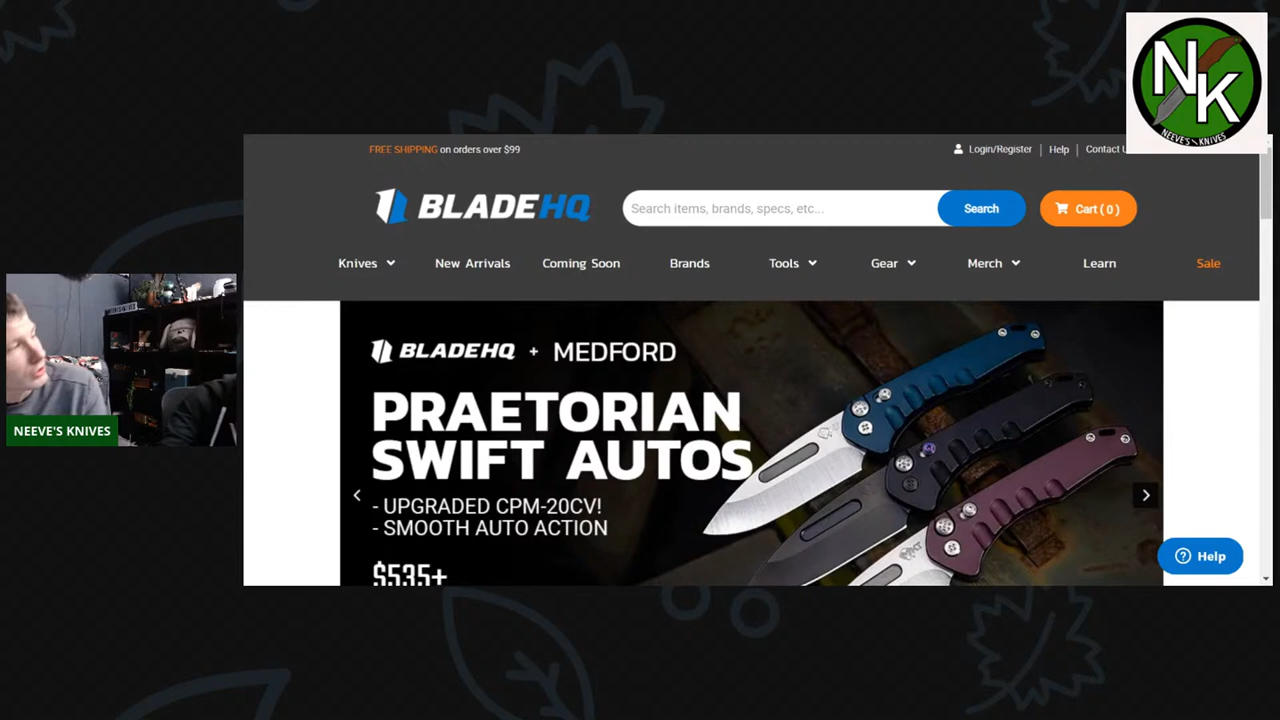 NK
NEEVE'S KNIVES
FREE SHIPPING on orders over $99
Login/Register
Help
Contact
BLADEHQ
Search items, brands, specs, etc...
Search
Cart ( 0 )
Knives
New Arrivals
Coming Soon
Brands
Tools
Gear
Merch
Learn
Sale
BLADEHQ + MEDFORD
PRAETORIAN
SWIFT AUTOS
- UPGRADED CPM-20CV!
- SMOOTH AUTO ACTION
$535+
Help
NEEVE'S KNIVES